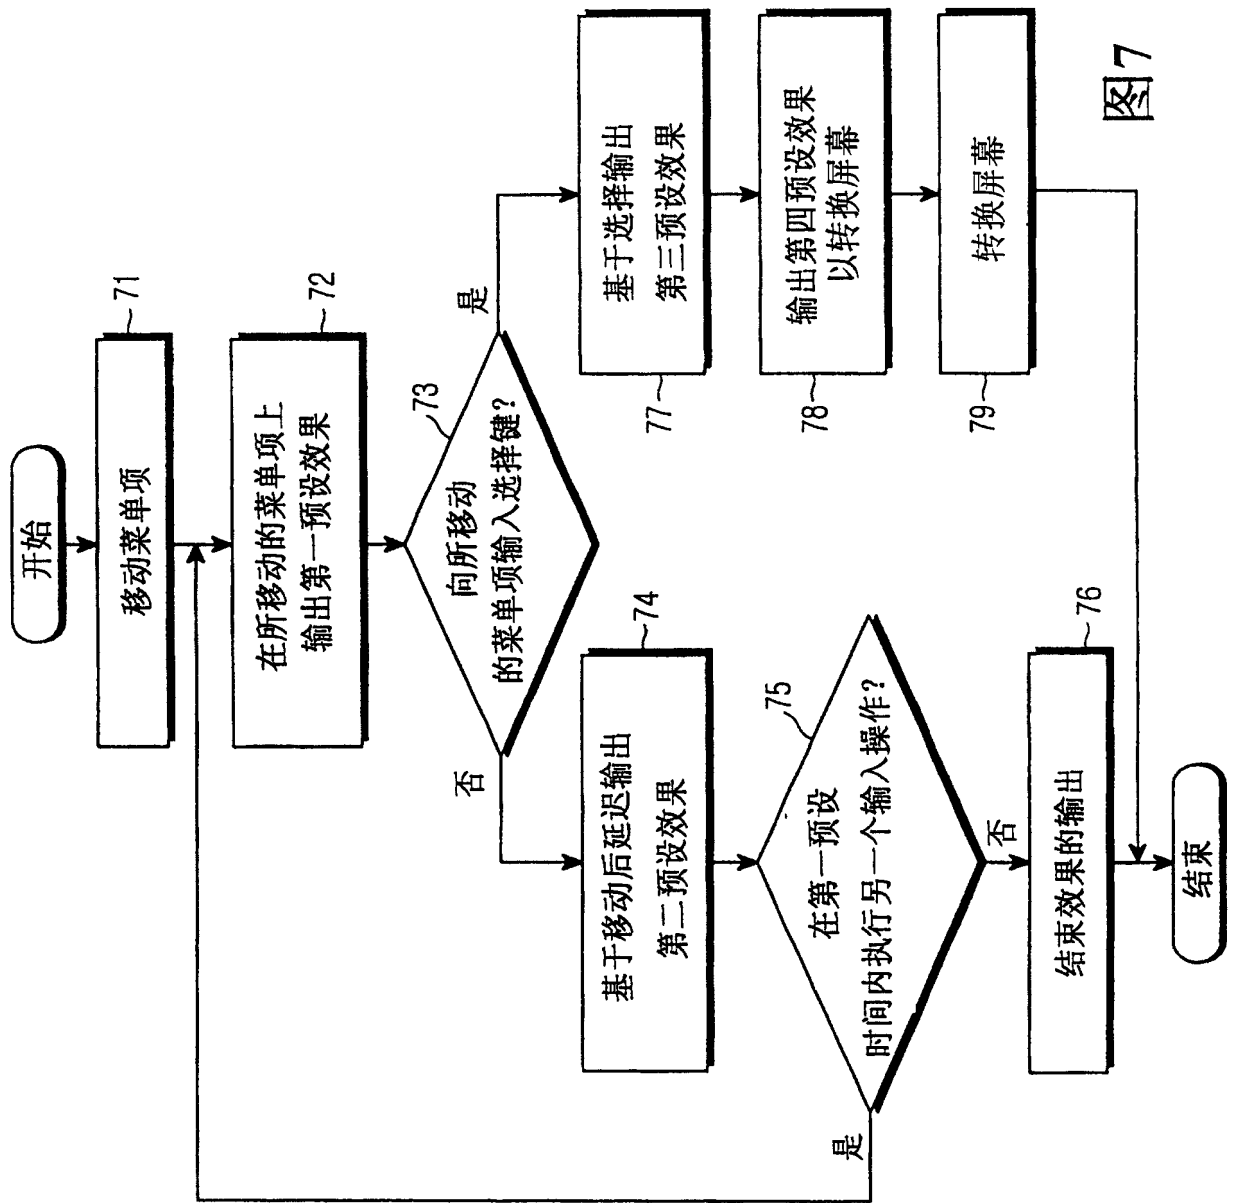 开始
移动菜单项
71
在所移动的菜单项上
输出第一预设效果
72
向所移动
的菜单项输入选择键?
73
是
否
基于移动后延迟输出
第二预设效果
74
在第一预设
时间内执行另一个输入操作?
75
是
否
结束效果的输出
76
基于选择输出
第三预设效果
77
输出第四预设效果
以转换屏幕
78
转换屏幕
79
结束
图7